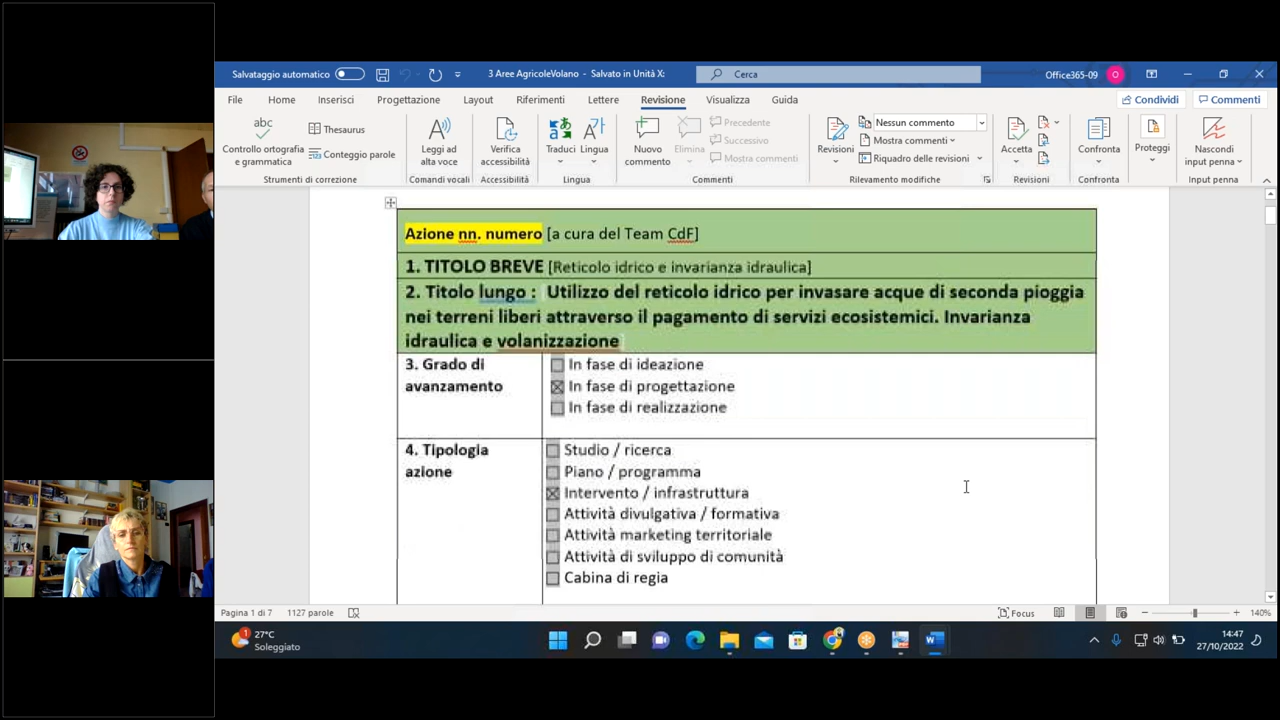 Salvataggio automatico
3 Aree AgricoleVolano - Salvato in Unità X:
Cerca
Office365-09
O
File Home Inserisci Progettazione Layout Riferimenti Lettere Revisione Visualizza Guida
Condividi
Commenti
abc
Controllo ortografia
e grammatica
Thesaurus
Conteggio parole
Strumenti di correzione
Leggi ad
alta voce
Comandi vocali
Verifica
accessibilità
Accessibilità
Traduci
Lingua
Lingua
Nuovo
commento
Elimina
Precedente
Successivo
Mostra commento
Commenti
Revisioni
Nessun commento
Mostra commenti
Riquadro delle revisioni
Rilevamento modifiche
Accetta
Revisioni
Confronta
Confronta
Proteggi
Nascondi
input penna
Input penna
Azione nn. numero [a cura del Team CdF]
1. TITOLO BREVE [Reticolo idrico e invarianza idraulica]
2. Titolo lungo : Utilizzo del reticolo idrico per invasare acque di seconda pioggia
nei terreni liberi attraverso il pagamento di servizi ecosistemici. Invarianza
idraulica e volanizzazione
3. Grado di
avanzamento
☐ In fase di ideazione
☒ In fase di progettazione
☐ In fase di realizzazione
4. Tipologia
azione
☐ Studio / ricerca
☐ Piano / programma
☒ Intervento / infrastruttura
☐ Attività divulgativa / formativa
☐ Attività marketing territoriale
☐ Attività di sviluppo di comunità
☐ Cabina di regia
Pagina 1 di 7
1127 parole
Focus
140%
1
27°C
Soleggiato
14:47
27/10/2022